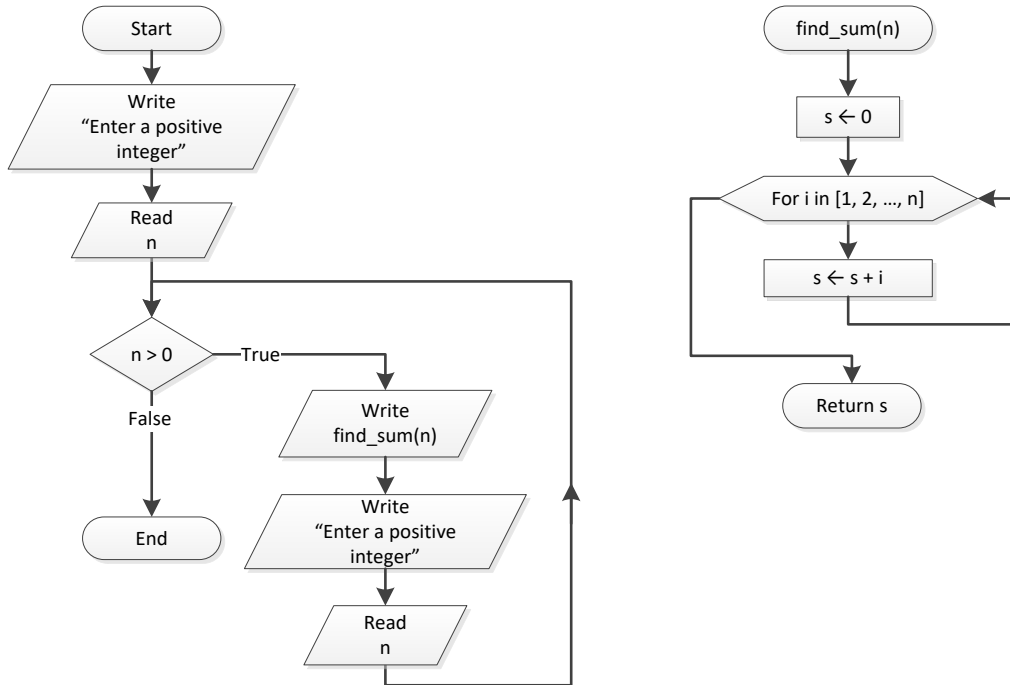 Start
Write
“Enter a positive
integer”
Read
n
n > 0
True
False
Write
find_sum(n)
Write
“Enter a positive
integer”
Read
n
End
find_sum(n)
s ← 0
For i in [1, 2, …, n]
s ← s + i
Return s